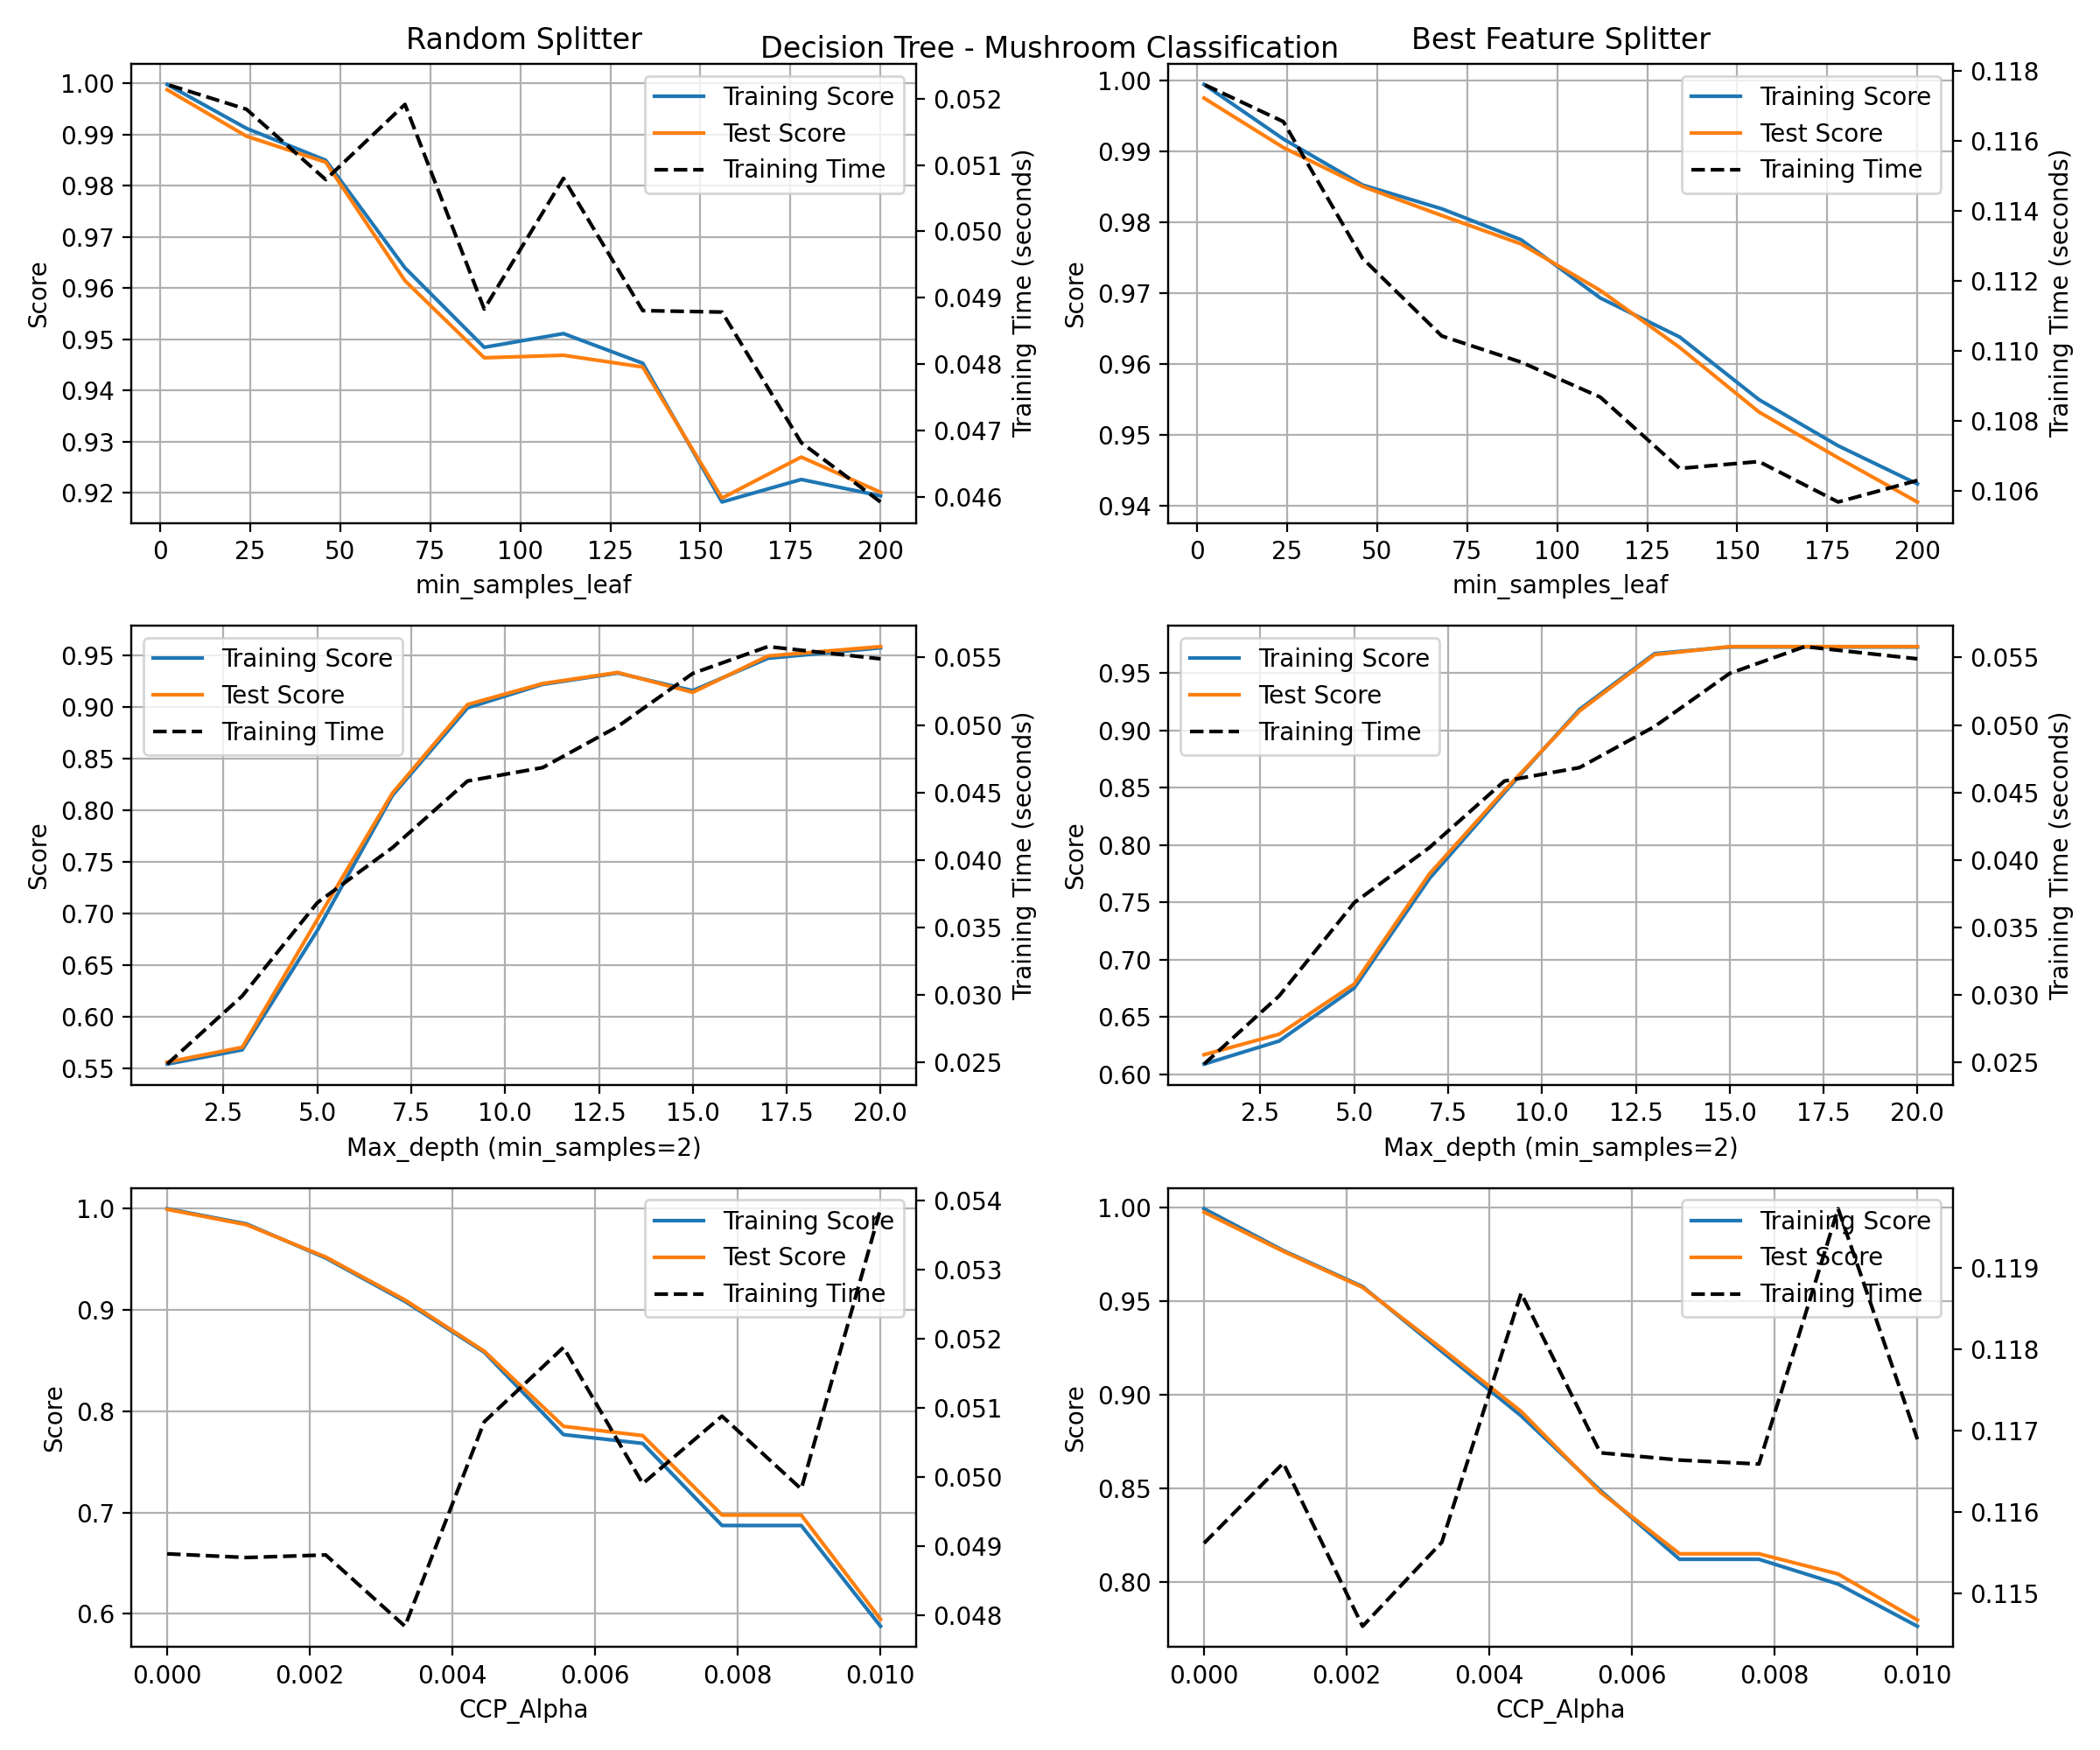 Decision Tree - Mushroom Classification
Random Splitter
1.00
0.99
0.98
0.97
0.96
0.95
0.94
0.93
0.92
Score
Training Score
Test Score
Training Time
0.052
0.051
0.050
0.049
0.048
0.047
0.046
Training Time (seconds)
0 25 50 75 100 125 150 175 200
min_samples_leaf
Best Feature Splitter
1.00
0.99
0.98
0.97
0.96
0.95
0.94
Score
Training Score
Test Score
Training Time
0.118
0.116
0.114
0.112
0.110
0.108
0.106
Training Time (seconds)
0 25 50 75 100 125 150 175 200
min_samples_leaf
0.95
0.90
0.85
0.80
0.75
0.70
0.65
0.60
0.55
Score
Training Score
Test Score
Training Time
0.055
0.050
0.045
0.040
0.035
0.030
0.025
Training Time (seconds)
2.5 5.0 7.5 10.0 12.5 15.0 17.5 20.0
Max_depth (min_samples=2)
0.95
0.90
0.85
0.80
0.75
0.70
0.65
0.60
Score
Training Score
Test Score
Training Time
0.055
0.050
0.045
0.040
0.035
0.030
0.025
Training Time (seconds)
2.5 5.0 7.5 10.0 12.5 15.0 17.5 20.0
Max_depth (min_samples=2)
1.0
0.9
0.8
0.7
0.6
Score
Training Score
Test Score
Training Time
0.054
0.053
0.052
0.051
0.050
0.049
0.048
0.000 0.002 0.004 0.006 0.008 0.010
CCP_Alpha
1.00
0.95
0.90
0.85
0.80
Score
Training Score
Test Score
Training Time
0.119
0.118
0.117
0.116
0.115
0.000 0.002 0.004 0.006 0.008 0.010
CCP_Alpha